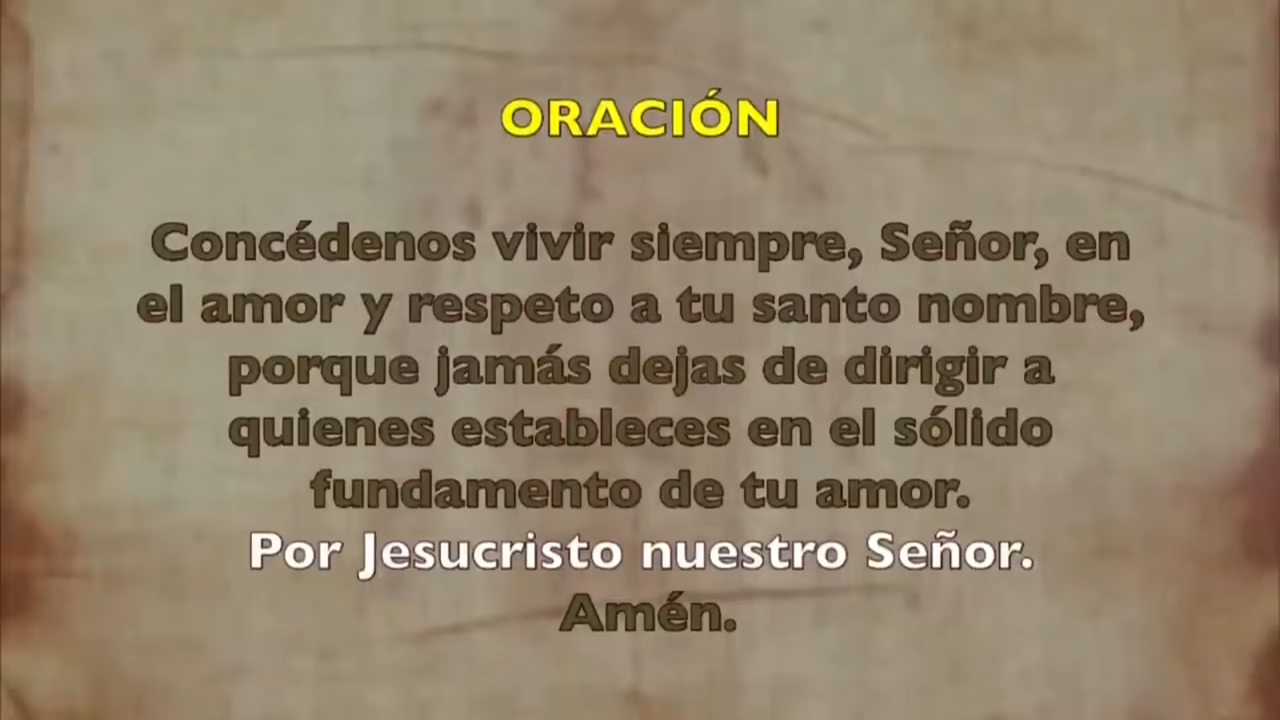 ORACIÓN
Concédenos vivir siempre, Señor, en
el amor y respeto a tu santo nombre,
porque jamás dejas de dirigir a
quienes estableces en el sólido
fundamento de tu amor.
Por Jesucristo nuestro Señor.
Amén.